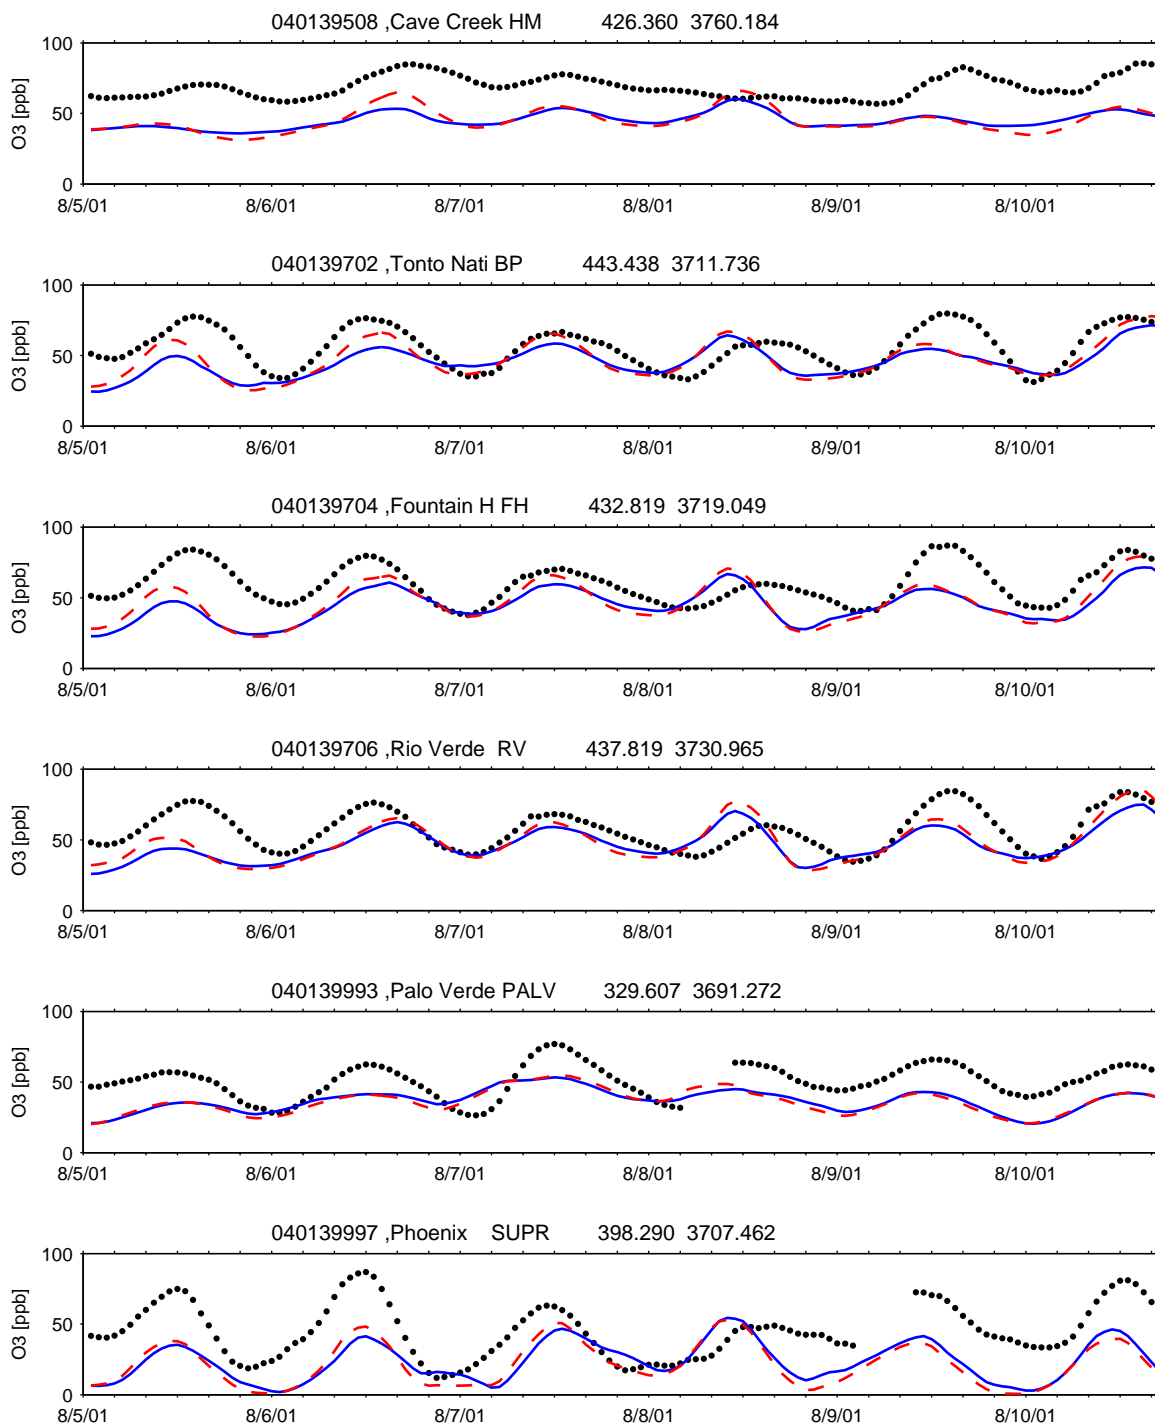 040139508 ,Cave Creek HM 426.360 3760.184
100
50
0
O3 [ppb]
8/5/01 8/6/01 8/7/01 8/8/01 8/9/01 8/10/01
040139702 ,Tonto Nati BP 443.438 3711.736
100
50
0
O3 [ppb]
8/5/01 8/6/01 8/7/01 8/8/01 8/9/01 8/10/01
040139704 ,Fountain H FH 432.819 3719.049
100
50
0
O3 [ppb]
8/5/01 8/6/01 8/7/01 8/8/01 8/9/01 8/10/01
040139706 ,Rio Verde RV 437.819 3730.965
100
50
0
O3 [ppb]
8/5/01 8/6/01 8/7/01 8/8/01 8/9/01 8/10/01
040139993 ,Palo Verde PALV 329.607 3691.272
100
50
0
O3 [ppb]
8/5/01 8/6/01 8/7/01 8/8/01 8/9/01 8/10/01
040139997 ,Phoenix SUPR 398.290 3707.462
100
50
0
O3 [ppb]
8/5/01 8/6/01 8/7/01 8/8/01 8/9/01 8/10/01